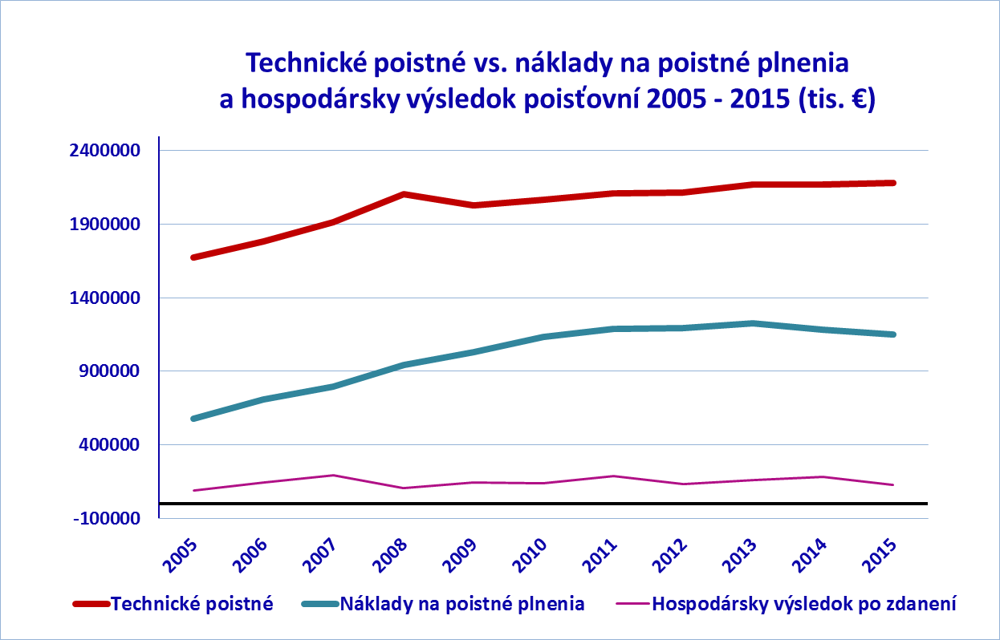 Technické poistné vs. náklady na poistné plnenia
a hospodársky výsledok poisťovní 2005 - 2015 (tis. €)
2400000
1900000
1400000
900000
400000
-100000
2005 2006 2007 2008 2009 2010 2011 2012 2013 2014 2015
Technické poistné Náklady na poistné plnenia Hospodársky výsledok po zdanení